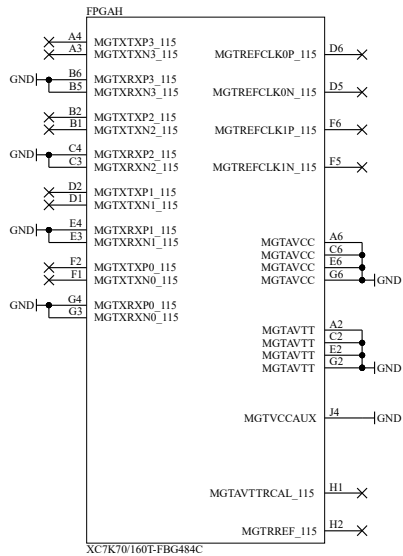 FPGAH
A4 MGTXTXP3_115
A3 MGTXTXN3_115
D6 MGTREFCLK0P_115
GND B6 MGTXRXP3_115
B5 MGTXRXN3_115
D5 MGTREFCLK0N_115
B2 MGTXTXP2_115
B1 MGTXTXN2_115
F6 MGTREFCLK1P_115
GND C4 MGTXRXP2_115
C3 MGTXRXN2_115
F5 MGTREFCLK1N_115
D2 MGTXTXP1_115
D1 MGTXTXN1_115
GND E4 MGTXRXP1_115
E3 MGTXRXN1_115
MGTAVCC A6
MGTAVCC C6
F2 MGTXTXP0_115
MGTAVCC E6
F1 MGTXTXN0_115
MGTAVCC G6 GND
GND G4 MGTXRXP0_115
G3 MGTXRXN0_115
MGTAVTT A2
MGTAVTT C2
MGTAVTT E2
MGTAVTT G2 GND
MGTVCCAUX J4 GND
MGTAVTTRCAL_115 H1
MGTRREF_115 H2
XC7K70/160T-FBG484C